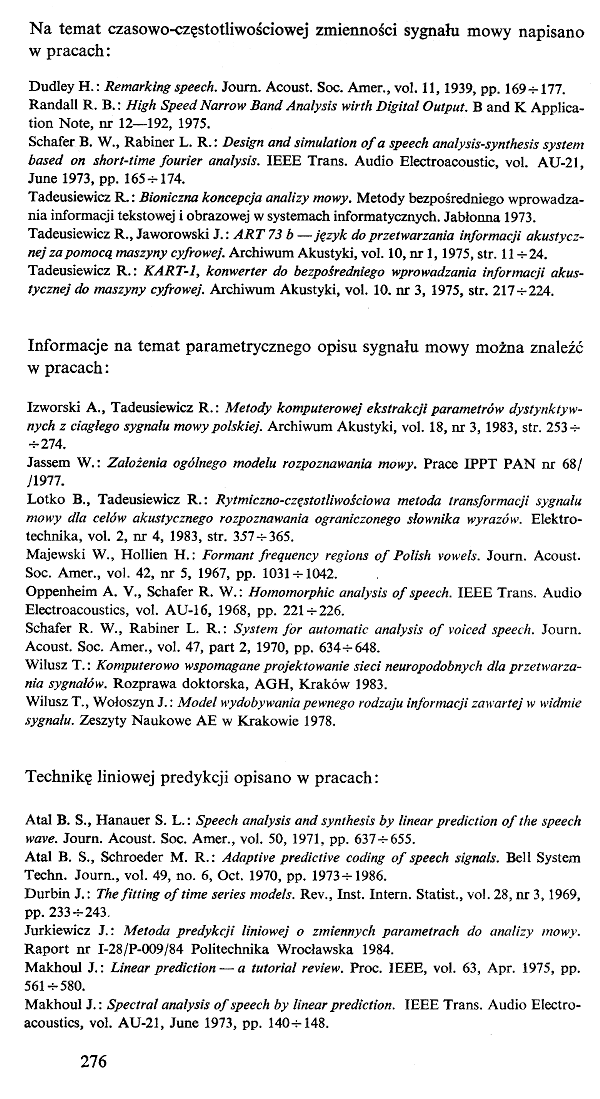 Na temat czasowo-częstotliwościowej zmienności sygnału mowy napisano
w pracach:
Dudley H.: Remarking speech. Journ. Acoust. Soc. Amer., vol. 11, 1939, pp. 169÷177.
Randall R. B.: High Speed Narrow Band Analysis wirth Digital Output. B and K Applica-
tion Note, nr 12—192, 1975.
Schafer B. W., Rabiner L. R.: Design and simulation of a speech analysis-synthesis system
based on short-time fourier analysis. IEEE Trans. Audio Electroacoustic, vol. AU-21,
June 1973, pp. 165÷174.
Tadeusiewicz R.: Bioniczna koncepcja analizy mowy. Metody bezpośredniego wprowadza-
nia informacji tekstowej i obrazowej w systemach informatycznych. Jabłonna 1973.
Tadeusiewicz R., Jaworowski J.: ART 73 b — język do przetwarzania informacji akustycz-
nej za pomocą maszyny cyfrowej. Archiwum Akustyki, vol. 10, nr 1, 1975, str. 11÷24.
Tadeusiewicz R.: KART-1, konwerter do bezpośredniego wprowadzania informacji akus-
tycznej do maszyny cyfrowej. Archiwum Akustyki, vol. 10. nr 3, 1975, str. 217÷224.
Informacje na temat parametrycznego opisu sygnału mowy można znaleźć
w pracach:
Izworski A., Tadeusiewicz R.: Metody komputerowej ekstrakcji parametrów dystynktyw-
nych z ciągłego sygnału mowy polskiej. Archiwum Akustyki, vol. 18, nr 3, 1983, str. 253÷
÷274.
Jassem W.: Założenia ogólnego modelu rozpoznawania mowy. Prace IPPT PAN nr 68/
/1977.
Lotko B., Tadeusiewicz R.: Rytmiczno-częstotliwościowa metoda transformacji sygnału
mowy dla celów akustycznego rozpoznawania ograniczonego słownika wyrazów. Elektro-
technika, vol. 2, nr 4, 1983, str. 357÷365.
Majewski W., Hollien H.: Formant frequency regions of Polish vowels. Journ. Acoust.
Soc. Amer., vol. 42, nr 5, 1967, pp. 1031÷1042.
Oppenheim A. V., Schafer R. W.: Homomorphic analysis of speech. IEEE Trans. Audio
Electroacoustics, vol. AU-16, 1968, pp. 221÷226.
Schafer R. W., Rabiner L. R.: System for automatic analysis of voiced speech. Journ.
Acoust. Soc. Amer., vol. 47, part 2, 1970, pp. 634÷648.
Wilusz T.: Komputerowo wspomagane projektowanie sieci neuropodobnych dla przetwarza-
nia sygnałów. Rozprawa doktorska, AGH, Kraków 1983.
Wilusz T., Wołoszyn J.: Model wydobywania pewnego rodzaju informacji zawartej w widmie
sygnału. Zeszyty Naukowe AE w Krakowie 1978.
Technikę liniowej predykcji opisano w pracach:
Atal B. S., Hanauer S. L.: Speech analysis and synthesis by linear prediction of the speech
wave. Journ. Acoust. Soc. Amer., vol. 50, 1971, pp. 637÷655.
Atal B. S., Schroeder M. R.: Adaptive predictive coding of speech signals. Bell System
Techn. Journ., vol. 49, no. 6, Oct. 1970, pp. 1973÷1986.
Durbin J.: The fitting of time series models. Rev., Inst. Intern. Statist., vol. 28, nr 3, 1969,
pp. 233÷243.
Jurkiewicz J.: Metoda predykcji liniowej o zmiennych parametrach do analizy mowy.
Raport nr I-28/P-009/84 Politechnika Wrocławska 1984.
Makhoul J.: Linear prediction — a tutorial review. Proc. IEEE, vol. 63, Apr. 1975, pp.
561÷580.
Makhoul J.: Spectral analysis of speech by linear prediction. IEEE Trans. Audio Electro-
acoustics, vol. AU-21, June 1973, pp. 140÷148.
276